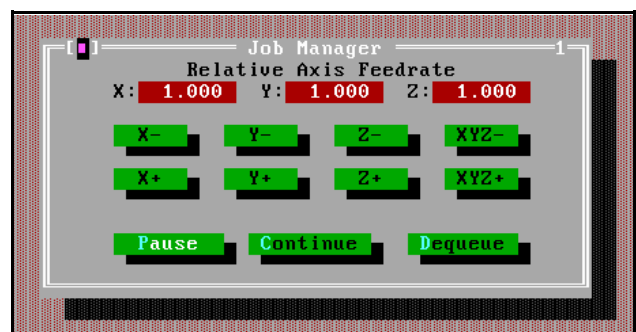 [■] Job Manager 1
Relative Axis Feedrate
X: 1.000 Y: 1.000 Z: 1.000
X- Y- Z- XYZ-
X+ Y+ Z+ XYZ+
Pause Continue Dequeue